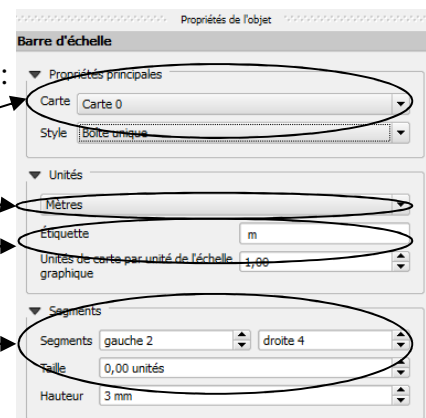 Propriétés de l'objet
Barre d'échelle
:
Propriétés principales
Carte Carte 0
Style Boîte unique
Unités
Mètres
Étiquette m
Unités de carte par unité de l'échelle graphique 1,00
Segments
Segments gauche 2 droite 4
Taille 0,00 unités
Hauteur 3 mm